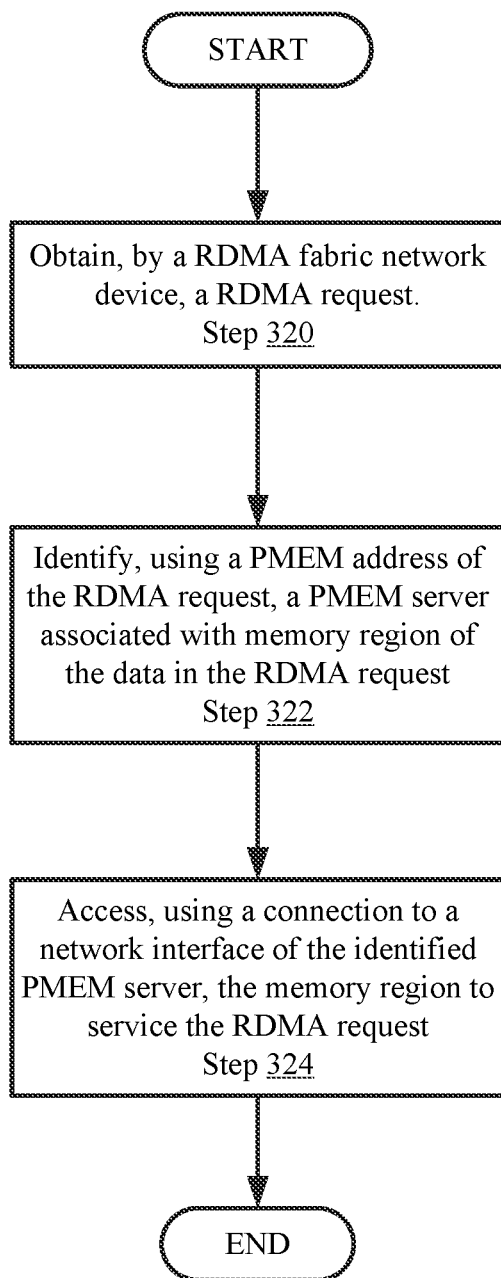 START
Obtain, by a RDMA fabric network
device, a RDMA request.
Step 320
Identify, using a PMEM address of
the RDMA request, a PMEM server
associated with memory region of
the data in the RDMA request
Step 322
Access, using a connection to a
network interface of the identified
PMEM server, the memory region to
service the RDMA request
Step 324
END